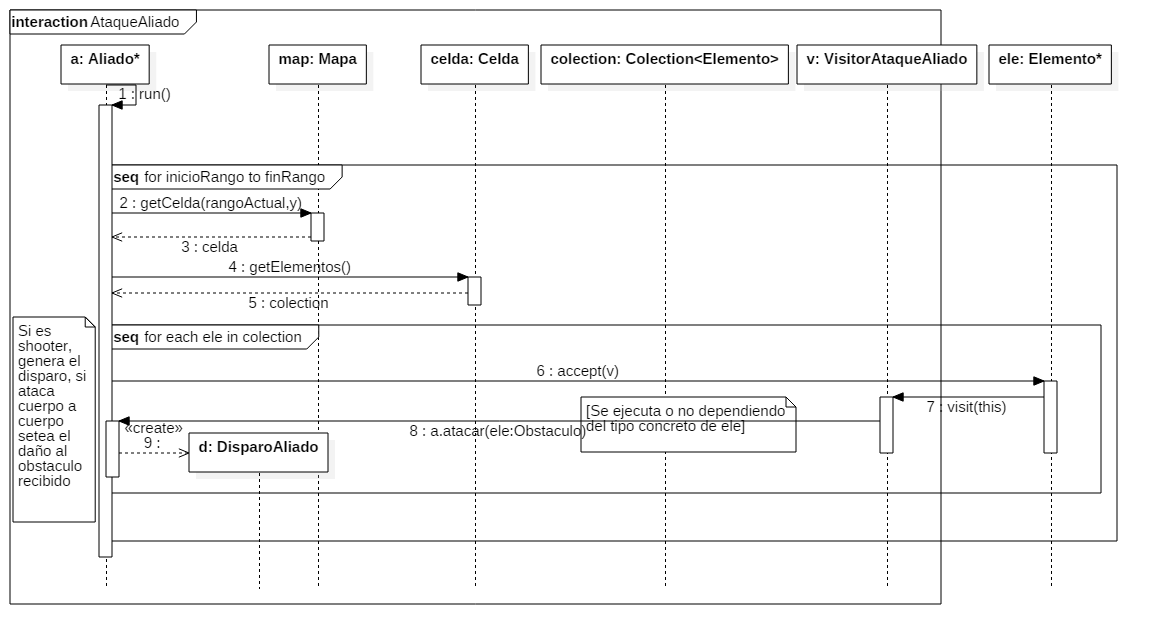 interaction AtaqueAliado
a: Aliado*
map: Mapa
celda: Celda
colection: Colection<Elemento>
v: VisitorAtaqueAliado
ele: Elemento*
1 : run()
seq for inicioRango to finRango
2 : getCelda(rangoActual,y)
3 : celda
4 : getElementos()
5 : colection
Si es
shooter,
genera el
disparo, si
ataca
cuerpo a
cuerpo
setea el
daño al
obstaculo
recibido
seq for each ele in colection
6 : accept(v)
7 : visit(this)
[Se ejecuta o no dependiendo
del tipo concreto de ele]
8 : a.atacar(ele:Obstaculo)
«create»
9 :
d: DisparoAliado